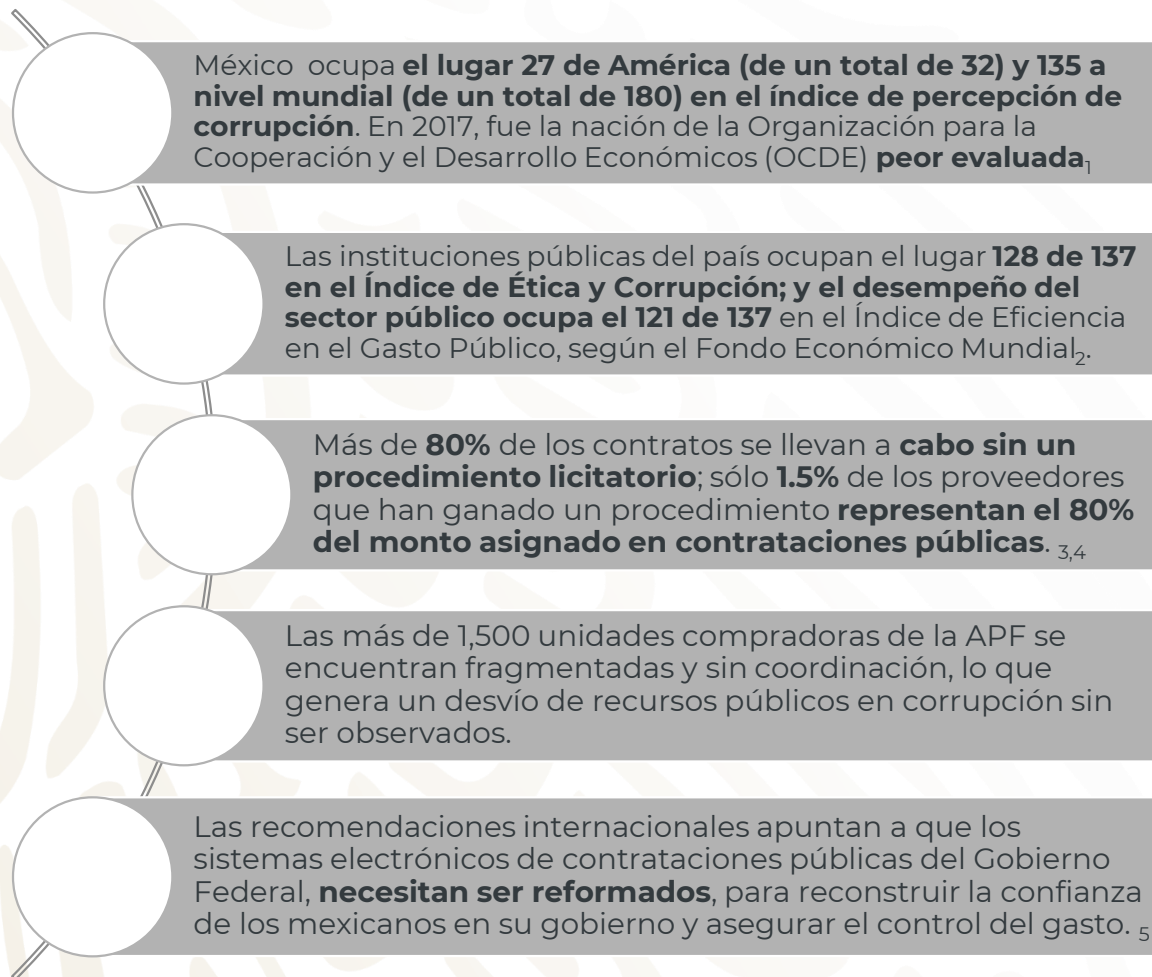 México ocupa el lugar 27 de América (de un total de 32) y 135 a
nivel mundial (de un total de 180) en el índice de percepción de
corrupción. En 2017, fue la nación de la Organización para la
Cooperación y el Desarrollo Económicos (OCDE) peor evaluada1
Las instituciones públicas del país ocupan el lugar 128 de 137
en el Índice de Ética y Corrupción; y el desempeño del
sector público ocupa el 121 de 137 en el Índice de Eficiencia
en el Gasto Público, según el Fondo Económico Mundial2.
Más de 80% de los contratos se llevan a cabo sin un
procedimiento licitatorio; sólo 1.5% de los proveedores
que han ganado un procedimiento representan el 80%
del monto asignado en contrataciones públicas. 3,4
Las más de 1,500 unidades compradoras de la APF se
encuentran fragmentadas y sin coordinación, lo que
genera un desvío de recursos públicos en corrupción sin
ser observados.
Las recomendaciones internacionales apuntan a que los
sistemas electrónicos de contrataciones públicas del Gobierno
Federal, necesitan ser reformados, para reconstruir la confianza
de los mexicanos en su gobierno y asegurar el control del gasto. 5